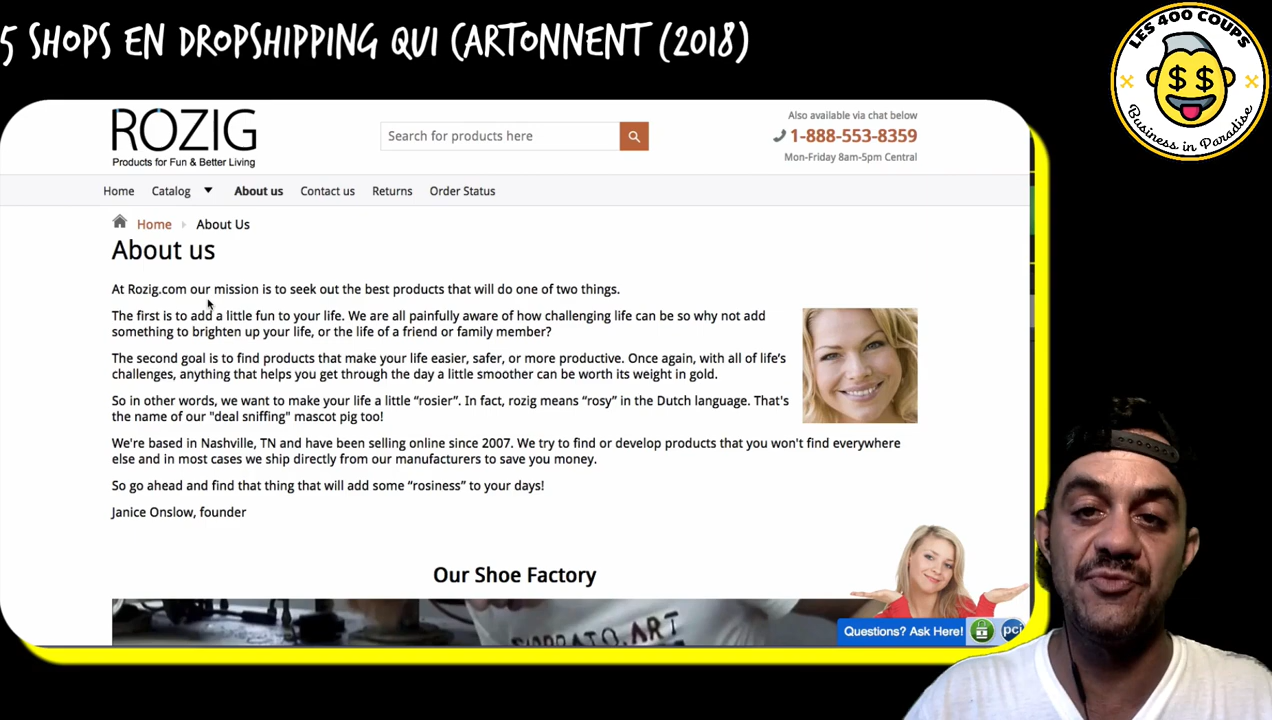 5 SHOPS EN DROPSHIPPING QUI CARTONNENT (2018)
LES 400 COUPS
$ $
Business in Paradise
ROZIG
Products for Fun & Better Living
Search for products here
Also available via chat below
1-888-553-8359
Mon-Friday 8am-5pm Central
Home Catalog About us Contact us Returns Order Status
Home About Us
About us
At Rozig.com our mission is to seek out the best products that will do one of two things.
The first is to add a little fun to your life. We are all painfully aware of how challenging life can be so why not add
something to brighten up your life, or the life of a friend or family member?
The second goal is to find products that make your life easier, safer, or more productive. Once again, with all of life's
challenges, anything that helps you get through the day a little smoother can be worth its weight in gold.
So in other words, we want to make your life a little “rosier”. In fact, rozig means “rosy” in the Dutch language. That's
the name of our "deal sniffing" mascot pig too!
We're based in Nashville, TN and have been selling online since 2007. We try to find or develop products that you won't find everywhere
else and in most cases we ship directly from our manufacturers to save you money.
So go ahead and find that thing that will add some “rosiness” to your days!
Janice Onslow, founder
Our Shoe Factory
Questions? Ask Here!
pci